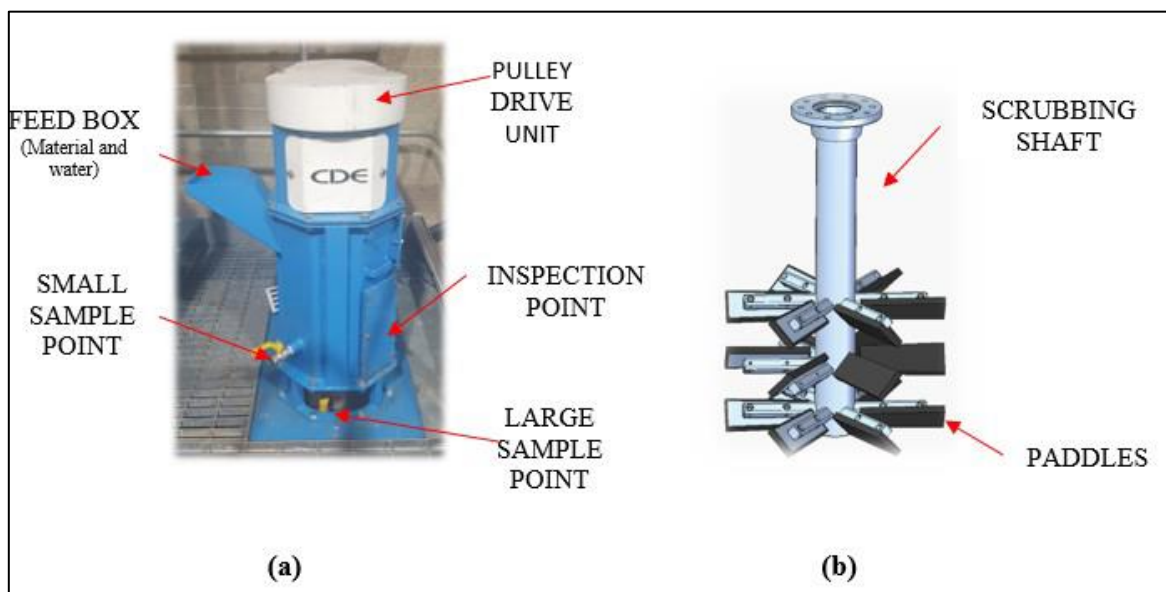 PULLEY
DRIVE
UNIT
FEED BOX
(Material and
water)
CDE
SMALL
SAMPLE
POINT
INSPECTION
POINT
LARGE
SAMPLE
POINT
(a)
SCRUBBING
SHAFT
PADDLES
(b)